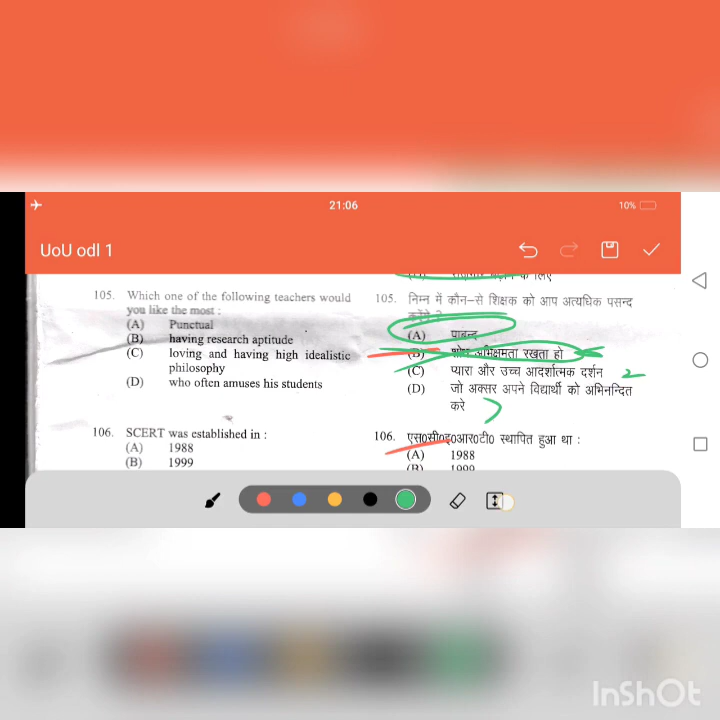 21:06
10%
UoU odl 1
105. Which one of the following teachers would
you like the most :
(A) Punctual
(B) having research aptitude
(C) loving and having high idealistic
philosophy
(D) who often amuses his students
106. SCERT was established in :
(A) 1988
(B) 1999
के लिए
105. निम्न में कौन-से शिक्षक को आप अत्यधिक पसन्द
करेंगे ?
(A) पाबन्द
(B) शोध अभिक्षमता रखता हो
(C) प्यारा और उच्च आदर्शात्मक दर्शन
(D) जो अक्सर अपने विद्यार्थी को अभिनन्दित
करे
106. एस0सी0इ0आर0टी0 स्थापित हुआ था :
(A) 1988
(B) 1999
InShOt